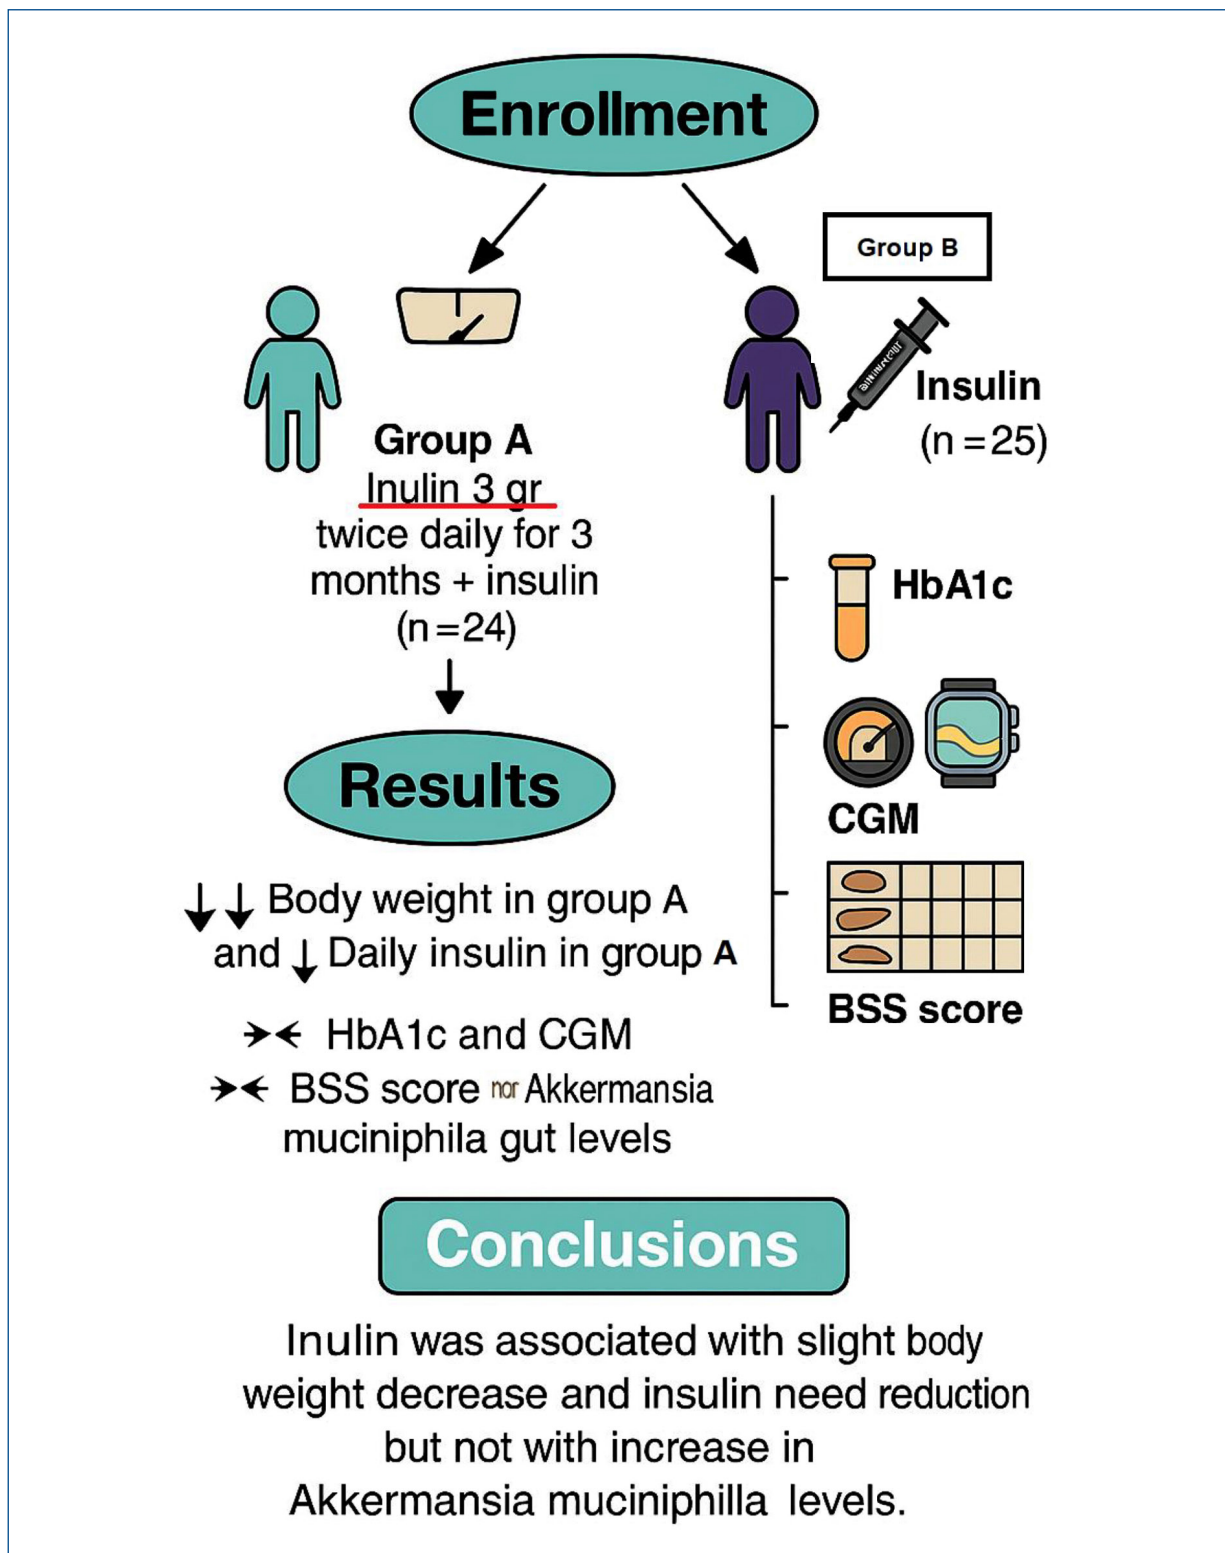 Enrollment
Group A
Inulin 3 gr
twice daily for 3
months + insulin
(n=24)
Group B
Insulin
(n=25)
HbA1c
CGM
BSS score
Results
↓↓ Body weight in group A
and ↓ Daily insulin in group A
HbA1c and CGM
BSS score nor Akkermansia
muciniphila gut levels
Conclusions
Inulin was associated with slight body
weight decrease and insulin need reduction
but not with increase in
Akkermansia muciniphilla levels.